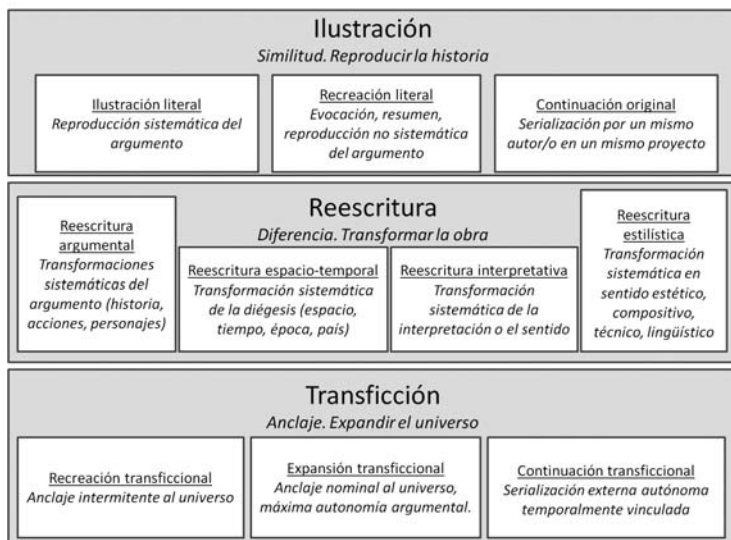 Ilustración
Similitud. Reproducir la historia
Ilustración literal
Reproducción sistemática del
argumento
Recreación literal
Evocación, resumen,
reproducción no sistemática
del argumento
Continuación original
Serialización por un mismo
autor/o en un mismo proyecto
Reescritura
Diferencia. Transformar la obra
Reescritura
argumental
Transformaciones
sistemáticas del
argumento (historia,
acciones, personajes)
Reescritura espacio-temporal
Transformación sistemática
de la diégesis (espacio,
tiempo, época, país)
Reescritura interpretativa
Transformación
sistemática de la
interpretación o el sentido
Reescritura
estilística
Transformación
sistemática en
sentido estético,
compositivo,
técnico, lingüístico
Transficción
Anclaje. Expandir el universo
Recreación transficcional
Anclaje intermitente al universo
Expansión transficcional
Anclaje nominal al universo,
máxima autonomía argumental.
Continuación transficcional
Serialización externa autónoma
temporalmente vinculada